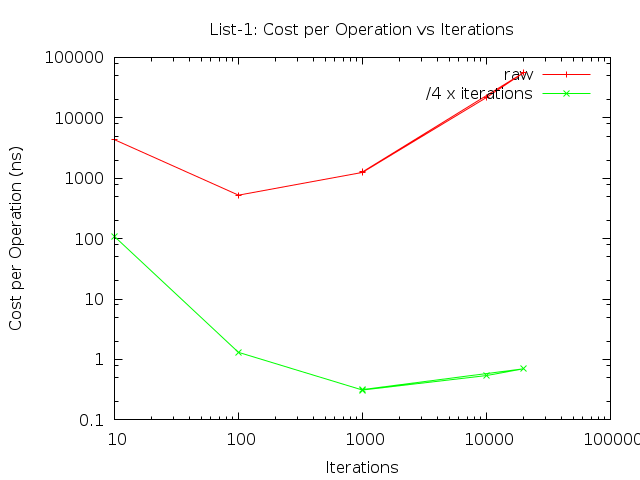 List-1: Cost per Operation vs Iterations
100000
raw
/4 x iterations
10000
1000
100
10
1
0.1
Cost per Operation (ns)
10 100 1000 10000 100000
Iterations